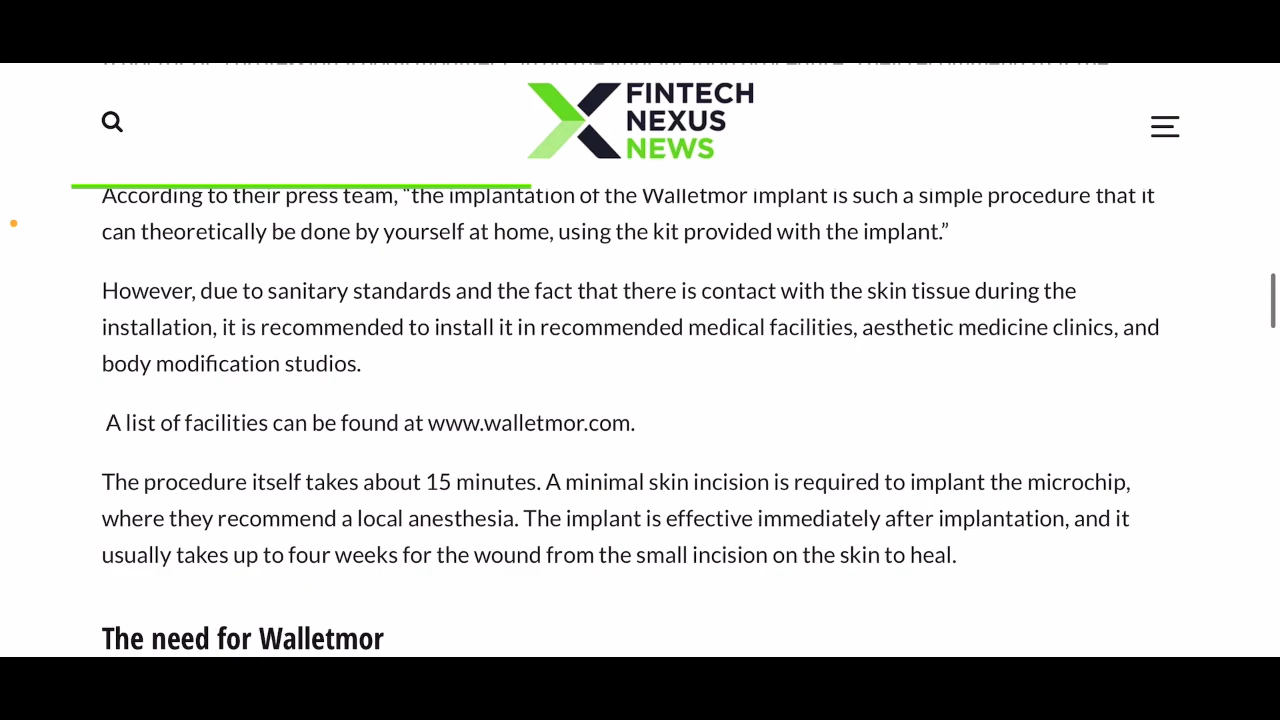 FINTECH
NEXUS
NEWS
According to their press team, “the implantation of the Walletmor implant is such a simple procedure that it
can theoretically be done by yourself at home, using the kit provided with the implant.”
However, due to sanitary standards and the fact that there is contact with the skin tissue during the
installation, it is recommended to install it in recommended medical facilities, aesthetic medicine clinics, and
body modification studios.
A list of facilities can be found at www.walletmor.com.
The procedure itself takes about 15 minutes. A minimal skin incision is required to implant the microchip,
where they recommend a local anesthesia. The implant is effective immediately after implantation, and it
usually takes up to four weeks for the wound from the small incision on the skin to heal.
The need for Walletmor